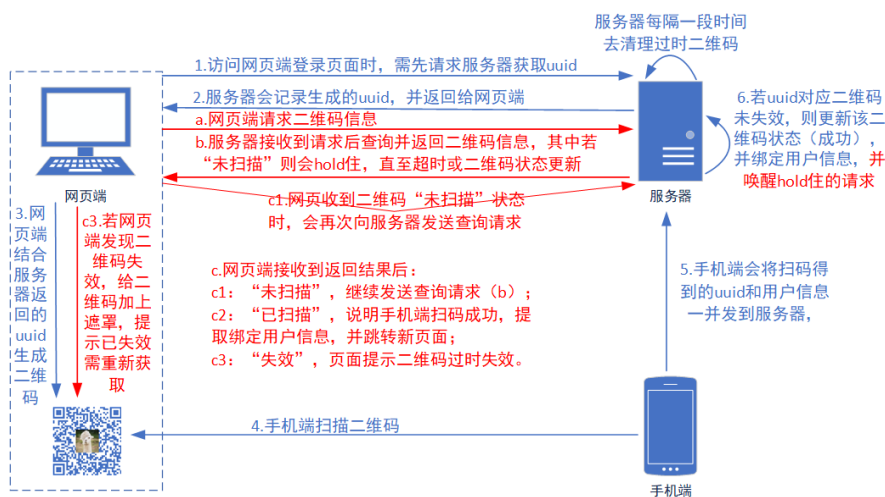 服务器每隔一段时间
去清理过时二维码
1.访问网页端登录页面时，需先请求服务器获取uuid
2.服务器会记录生成的uuid，并返回给网页端
a.网页端请求二维码信息
b.服务器接收到请求后查询并返回二维码信息，其中若
“未扫描”则会hold住，直至超时或二维码状态更新
6.若uuid对应二维码
未失效，则更新该二
维码状态（成功），
并绑定用户信息，并
唤醒hold住的请求
网页端
服务器
c1.网页收到二维码“未扫描”状态
时，会再次向服务器发送查询请求
3.网
页端
结合
服务
器返
回的
uuid
生成
二维
码
c3.若网页
端发现二
维码失
效，给二
维码加上
遮罩，提
示已失效
需重新获
取
c.网页端接收到返回结果后：
c1：“未扫描”，继续发送查询请求（b）；
c2：“已扫描”，说明手机端扫码成功，提
取绑定用户信息，并跳转新页面；
c3：“失效”，页面提示二维码过时失效。
5.手机端会将扫码得
到的uuid和用户信息
一并发到服务器，
4.手机端扫描二维码
手机端